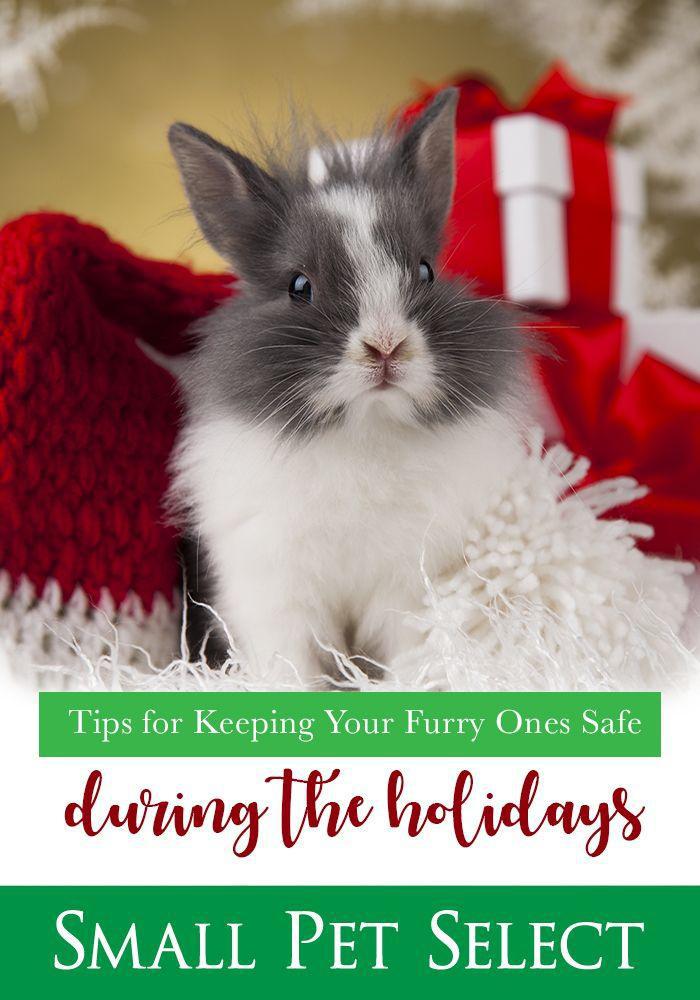 Tips for Keeping Your Furry Ones Safe
during the holidays
Small Pet Select